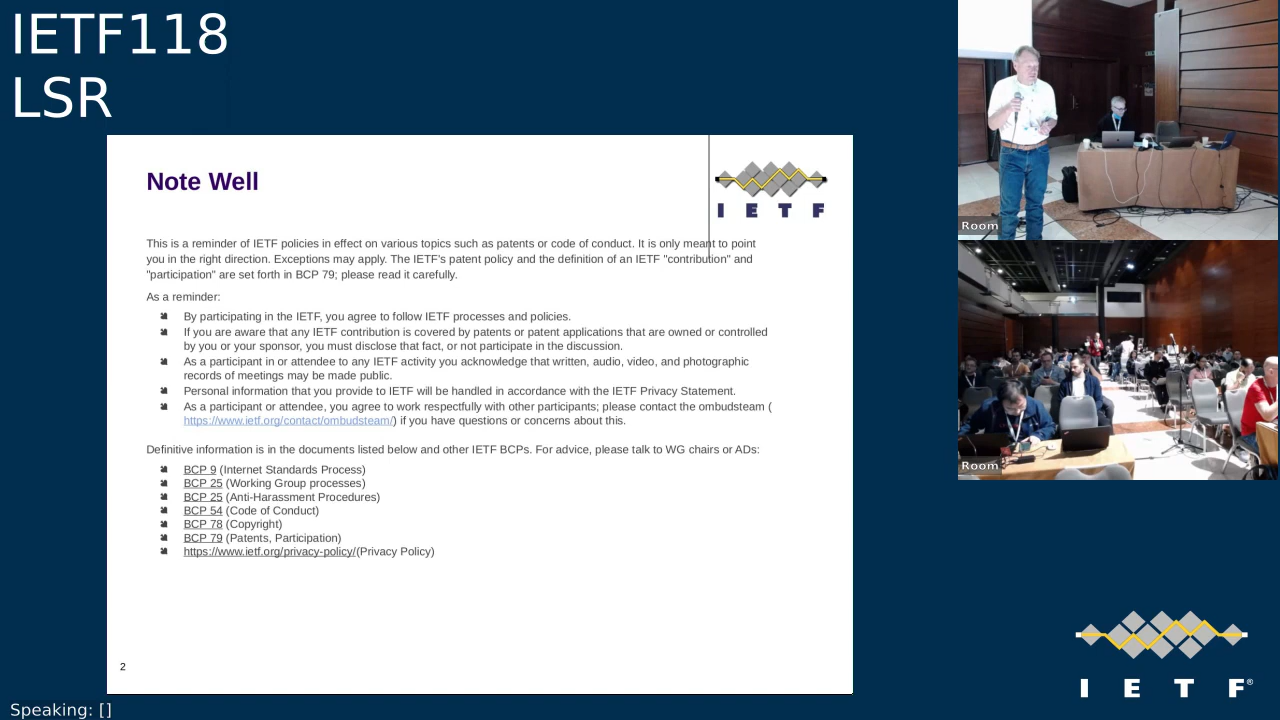 IETF118
LSR
Note Well
I E T F
This is a reminder of IETF policies in effect on various topics such as patents or code of conduct. It is only meant to point
you in the right direction. Exceptions may apply. The IETF's patent policy and the definition of an IETF "contribution" and
"participation" are set forth in BCP 79; please read it carefully.
As a reminder:
By participating in the IETF, you agree to follow IETF processes and policies.
If you are aware that any IETF contribution is covered by patents or patent applications that are owned or controlled
by you or your sponsor, you must disclose that fact, or not participate in the discussion.
As a participant in or attendee to any IETF activity you acknowledge that written, audio, video, and photographic
records of meetings may be made public.
Personal information that you provide to IETF will be handled in accordance with the IETF Privacy Statement.
As a participant or attendee, you agree to work respectfully with other participants; please contact the ombudsteam (
https://www.ietf.org/contact/ombudsteam/) if you have questions or concerns about this.
Definitive information is in the documents listed below and other IETF BCPs. For advice, please talk to WG chairs or ADs:
BCP 9 (Internet Standards Process)
BCP 25 (Working Group processes)
BCP 25 (Anti-Harassment Procedures)
BCP 54 (Code of Conduct)
BCP 78 (Copyright)
BCP 79 (Patents, Participation)
https://www.ietf.org/privacy-policy/(Privacy Policy)
2
Room
Room
I E T F®
Speaking: []